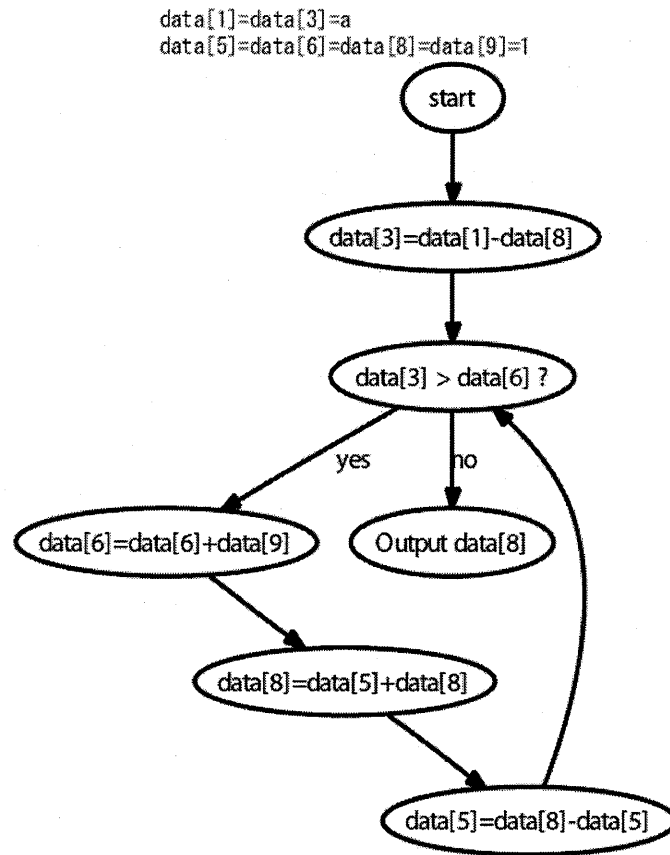 data[1]=data[3]=a
data[5]=data[6]=data[8]=data[9]=1
start
data[3]=data[1]-data[8]
data[3] > data[6] ?
yes
no
data[6]=data[6]+data[9]
Output data[8]
data[8]=data[5]+data[8]
data[5]=data[8]-data[5]